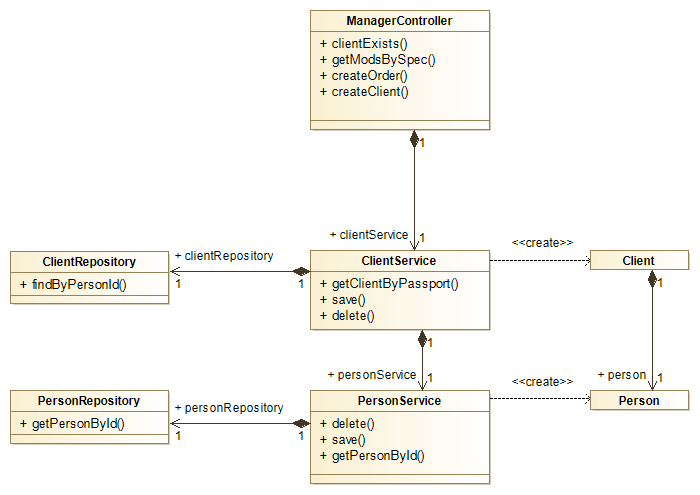 ManagerController
+ clientExists()
+ getModsBySpec()
+ createOrder()
+ createClient()
1
+ clientService
1
<<create>>
+ clientRepository
1
1
ClientRepository
+ findByPersonId()
ClientService
+ getClientByPassport()
+ save()
+ delete()
Client
1
1
+ personService
1
<<create>>
+ person
1
+ personRepository
1
1
PersonRepository
+ getPersonById()
PersonService
+ delete()
+ save()
+ getPersonById()
Person